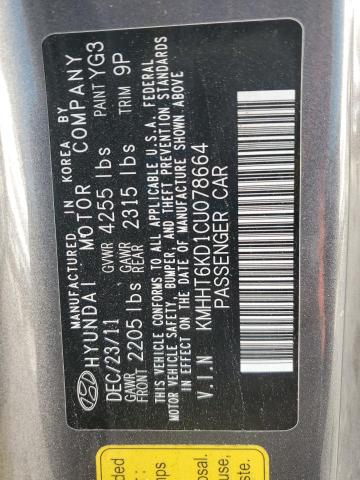 MANUFACTURED IN KOREA BY
HYUNDAI MOTOR COMPANY
DEC/23/11 GVWR 4255 lbs PAINT YG3
GAWR FRONT 2205 lbs GAWR REAR 2315 lbs TRIM 9P
THIS VEHICLE CONFORMS TO ALL APPLICABLE U.S.A. FEDERAL
MOTOR VEHICLE SAFETY, BUMPER, AND THEFT PREVENTION STANDARDS
IN EFFECT ON THE DATE OF MANUFACTURE SHOWN ABOVE.
V.I.N KMHHT6KD1CU078664
PASSENGER CAR